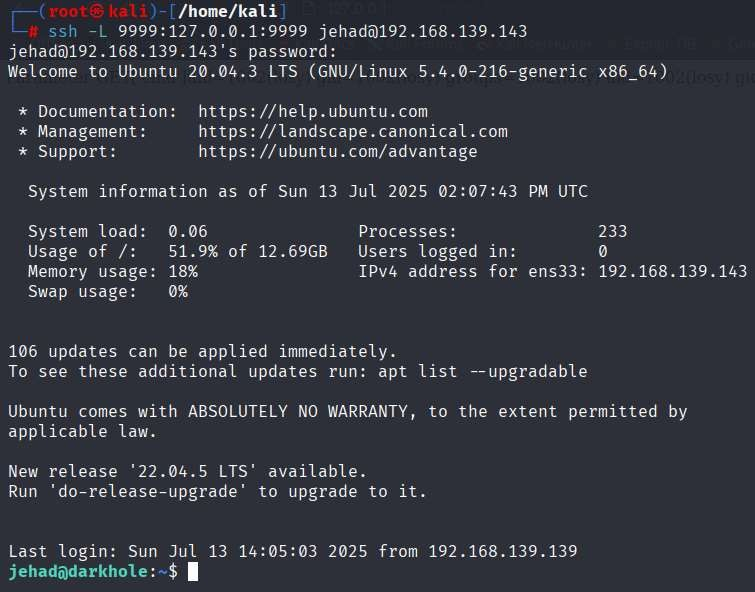 ┌──(root㉿kali)-[/home/kali]
└─# ssh -L 9999:127.0.0.1:9999 jehad@192.168.139.143
jehad@192.168.139.143's password:
Welcome to Ubuntu 20.04.3 LTS (GNU/Linux 5.4.0-216-generic x86_64)
* Documentation: https://help.ubuntu.com
* Management: https://landscape.canonical.com
* Support: https://ubuntu.com/advantage
System information as of Sun 13 Jul 2025 02:07:43 PM UTC
System load: 0.06 Processes: 233
Usage of /: 51.9% of 12.69GB Users logged in: 0
Memory usage: 18% IPv4 address for ens33: 192.168.139.143
Swap usage: 0%
106 updates can be applied immediately.
To see these additional updates run: apt list --upgradable
Ubuntu comes with ABSOLUTELY NO WARRANTY, to the extent permitted by
applicable law.
New release '22.04.5 LTS' available.
Run 'do-release-upgrade' to upgrade to it.
Last login: Sun Jul 13 14:05:03 2025 from 192.168.139.139
jehad@darkhole:~$